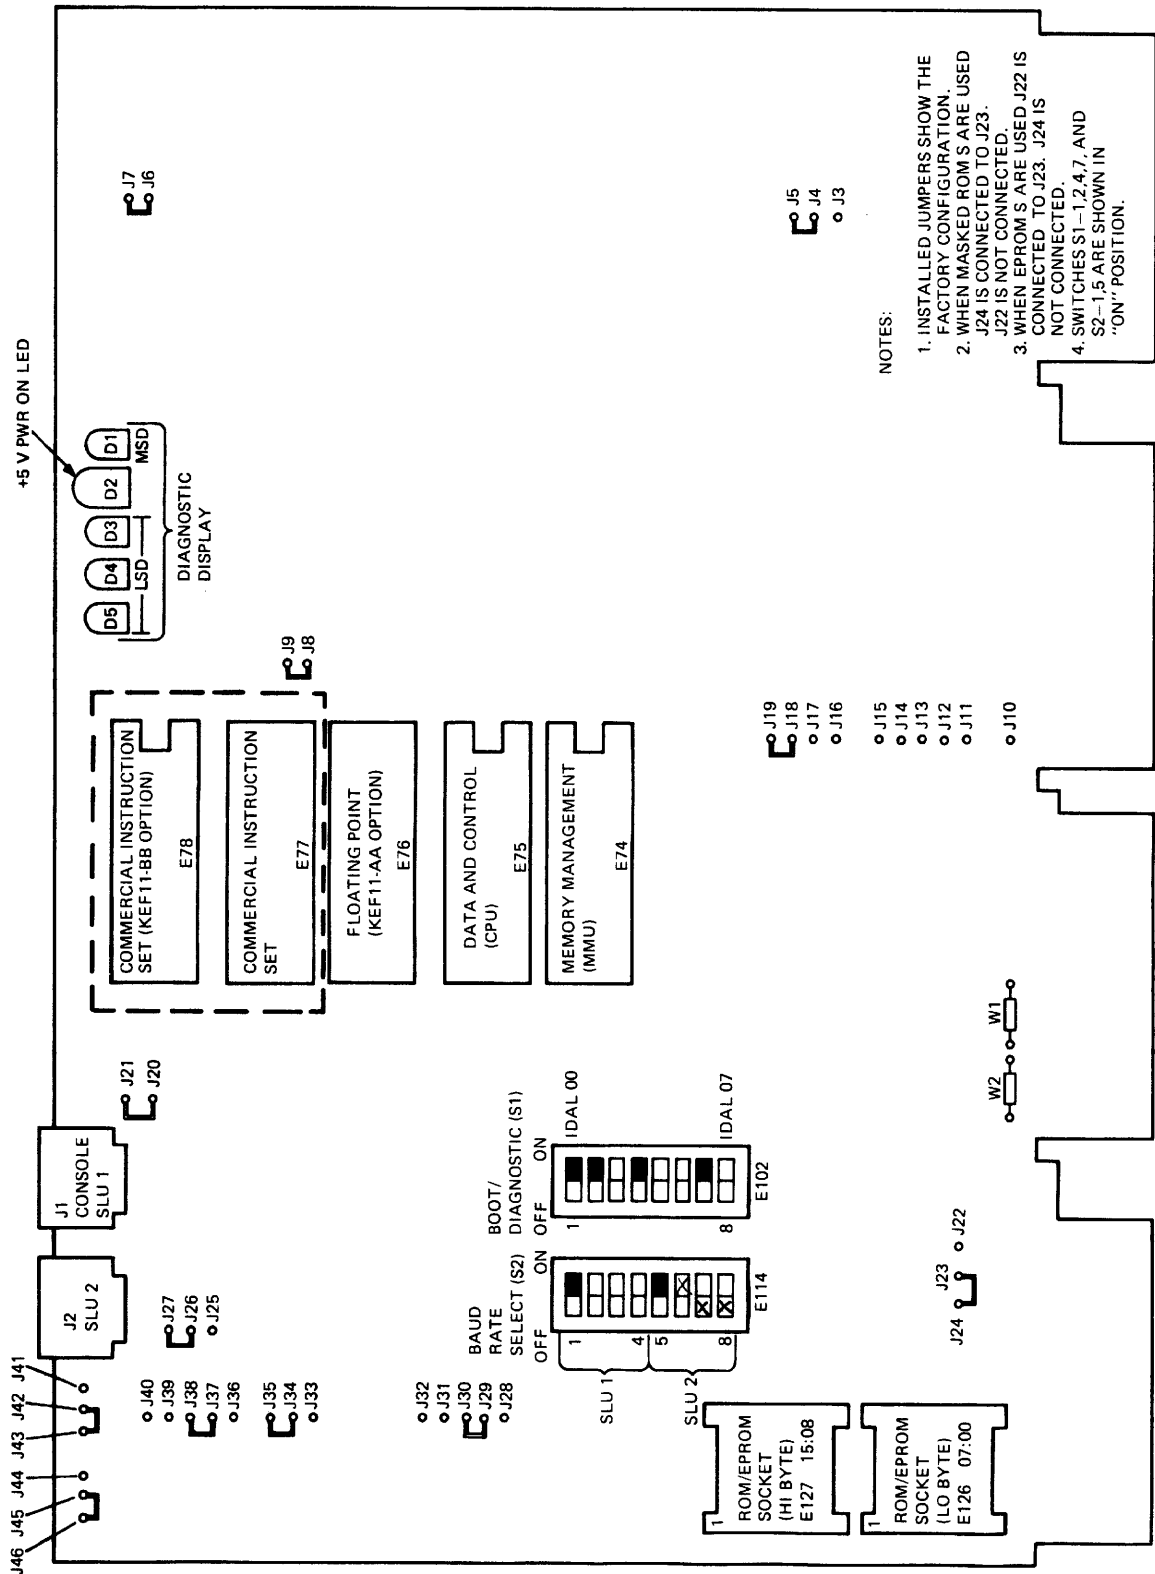 +5 V PWR ON LED
J7
J6
D1
D2
D3
D4
D5
MSD
LSD
DIAGNOSTIC
DISPLAY
J5
J4
J3
NOTES:
1. INSTALLED JUMPERS SHOW THE
FACTORY CONFIGURATION.
2. WHEN MASKED ROM S ARE USED
J24 IS CONNECTED TO J23.
J22 IS NOT CONNECTED.
3. WHEN EPROM S ARE USED J22 IS
CONNECTED TO J23. J24 IS
NOT CONNECTED.
4. SWITCHES S1–1,2,4,7, AND
S2–1,5 ARE SHOWN IN
"ON" POSITION.
J9
J8
COMMERCIAL INSTRUCTION
SET (KEF11-BB OPTION)
E78
COMMERCIAL INSTRUCTION
SET
E77
FLOATING POINT
(KEF11-AA OPTION)
E76
DATA AND CONTROL
(CPU)
E75
MEMORY MANAGEMENT
(MMU)
E74
J19
J18
J17
J16
J15
J14
J13
J12
J11
J10
J21
J20
W1
W2
J1
CONSOLE
SLU 1
J2
SLU 2
BOOT/
DIAGNOSTIC (S1)
OFF
ON
1
8
IDAL 00
IDAL 07
E102
BAUD
RATE
SELECT (S2)
OFF
ON
1
4
5
8
SLU 1
SLU 2
E114
J22
J23
J24
J27
J26
J25
J41
J42
J43
J44
J45
J46
J40
J39
J38
J37
J36
J35
J34
J33
J32
J31
J30
J29
J28
1
ROM/EPROM
SOCKET
(HI BYTE)
E127 15:08
1
ROM/EPROM
SOCKET
(LO BYTE)
E126 07:00